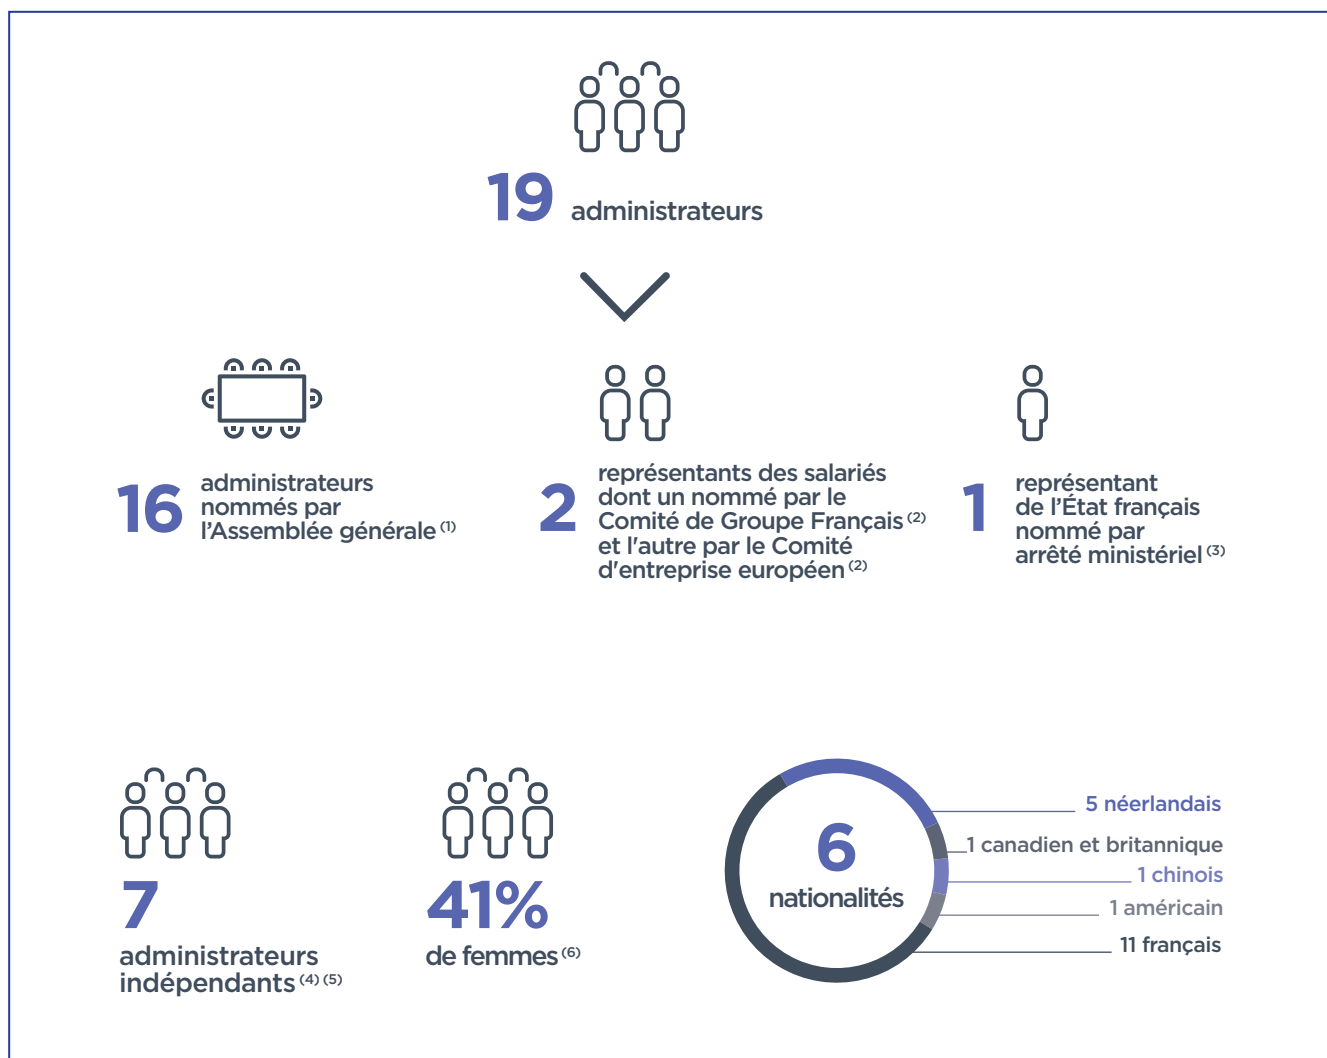 19 administrateurs
16
administrateurs
nommés par
l'Assemblée générale (1)
2
représentants des salariés
dont un nommé par le
Comité de Groupe Français (2)
et l'autre par le Comité
d'entreprise européen (2)
1
représentant
de l'État français
nommé par
arrêté ministériel (3)
7
administrateurs
indépendants (4) (5)
41%
de femmes (6)
6
nationalités
5 néerlandais
1 canadien et britannique
1 chinois
1 américain
11 français